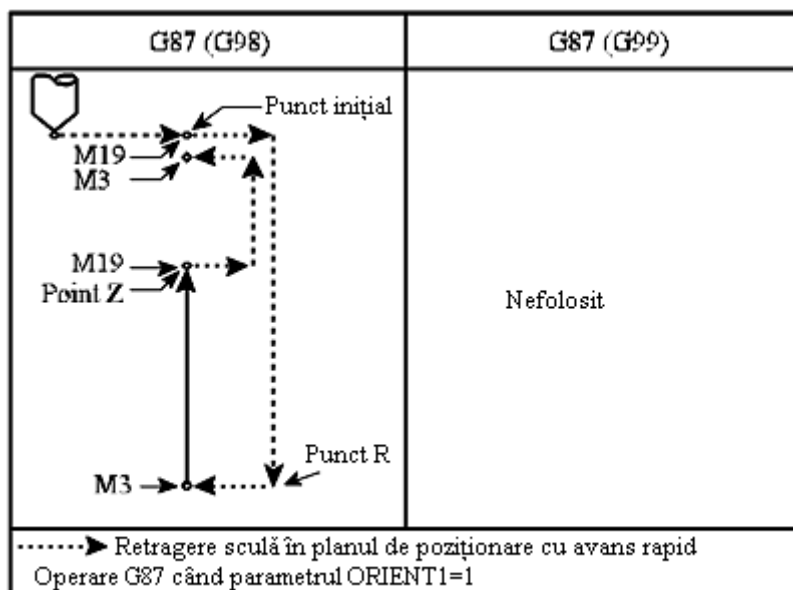 G87 (G98)
G87 (G99)
Punct inițial
M19
M3
M19
Point Z
Nefolosit
Punct R
M3
Retragere sculă în planul de poziționare cu avans rapid
Operare G87 când parametrul ORIENT1=1